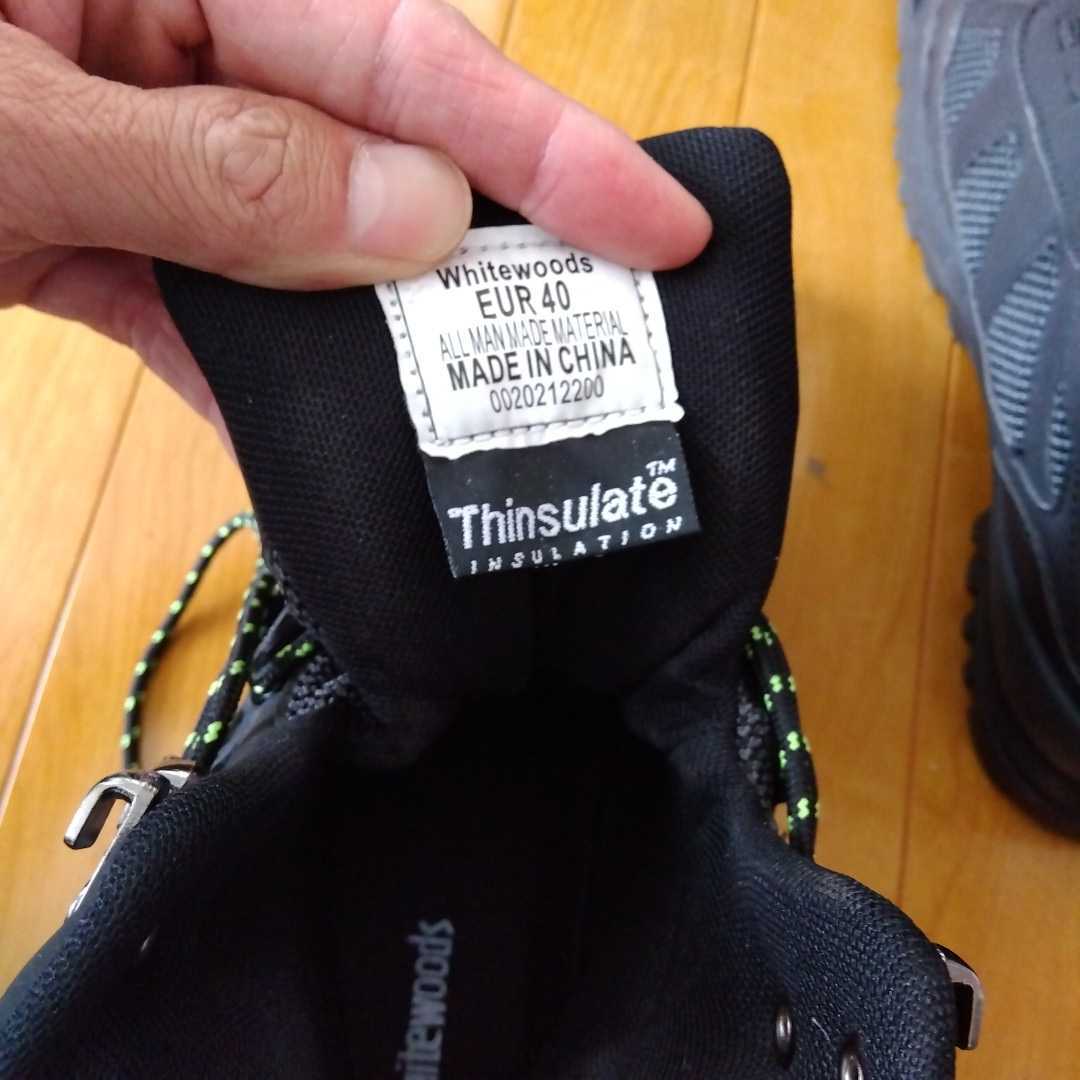 Whitewoods
EUR 40
ALL MAN MADE MATERIAL
MADE IN CHINA
0020212200
Thinsulate™
INSULATION
whitewoods